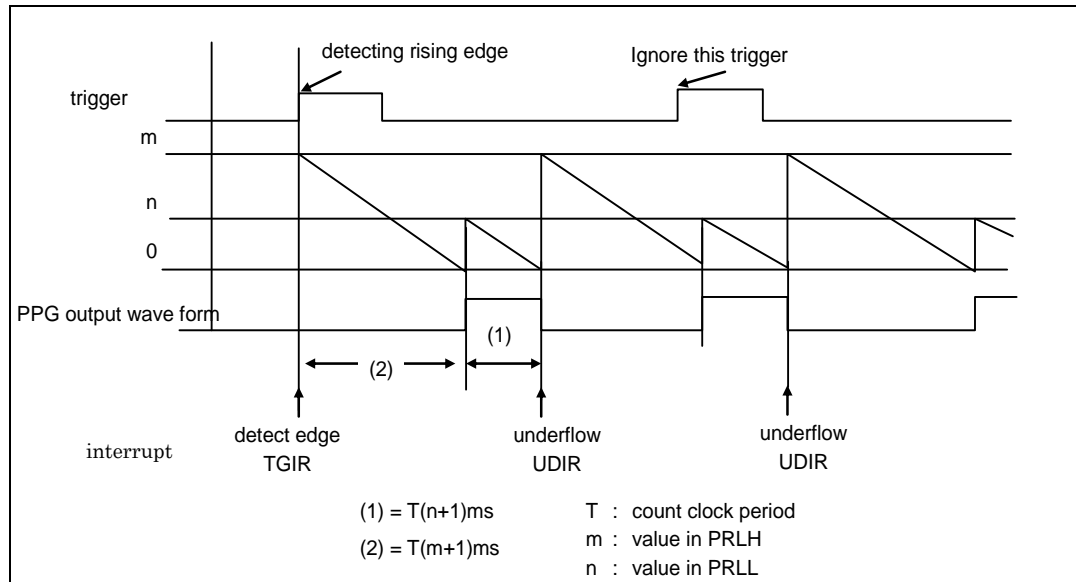 detecting rising edge
Ignore this trigger
trigger
m
n
0
PPG output wave form
(1)
(2)
interrupt
detect edge
TGIR
underflow
UDIR
underflow
UDIR
(1) = T(n+1)ms
(2) = T(m+1)ms
T : count clock period
m : value in PRLH
n : value in PRLL